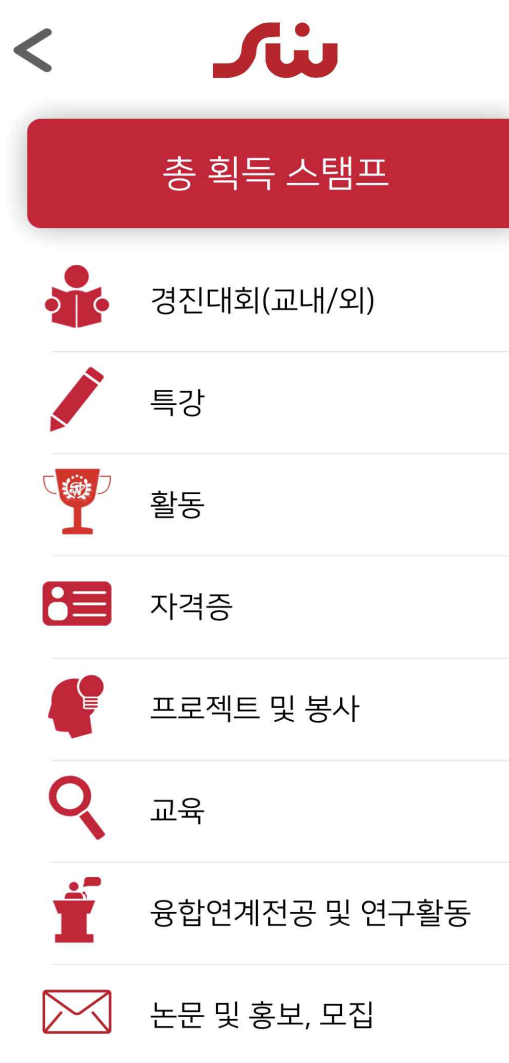 SW
총 획득 스탬프
경진대회(교내/외)
특강
활동
자격증
프로젝트 및 봉사
교육
융합연계전공 및 연구활동
논문 및 홍보, 모집